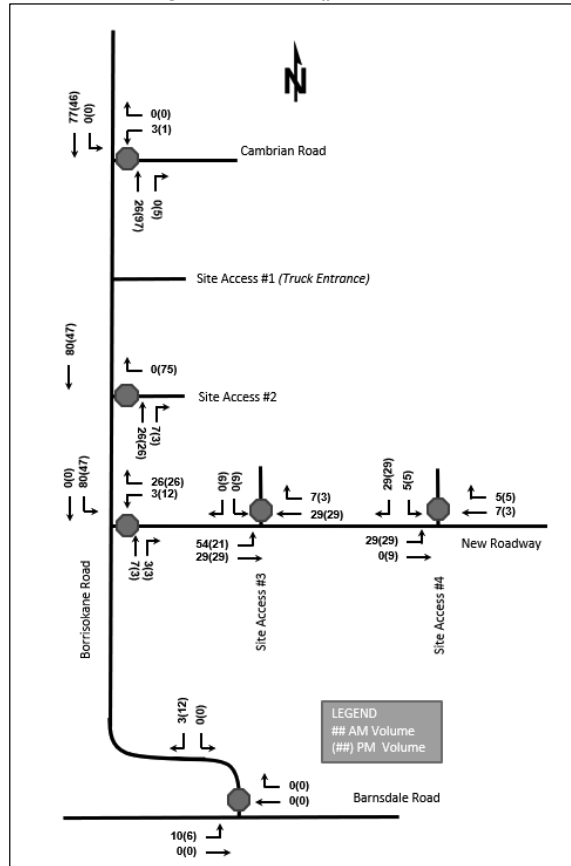 N
77(46)
0(0)
0(0)
3(1)
Cambrian Road
26(97)
0(5)
Site Access #1 (Truck Entrance)
80(47)
0(75)
Site Access #2
26(26)
7(3)
0(0)
80(47)
26(26)
3(12)
0(9)
0(9)
7(3)
29(29)
29(29)
5(5)
5(5)
7(3)
New Roadway
7(3)
3(3)
54(21)
29(29)
29(29)
0(9)
Borrisokane Road
Site Access #3
Site Access #4
3(12)
0(0)
LEGEND
## AM Volume
(##) PM Volume
0(0)
0(0)
Barnsdale Road
10(6)
0(0)